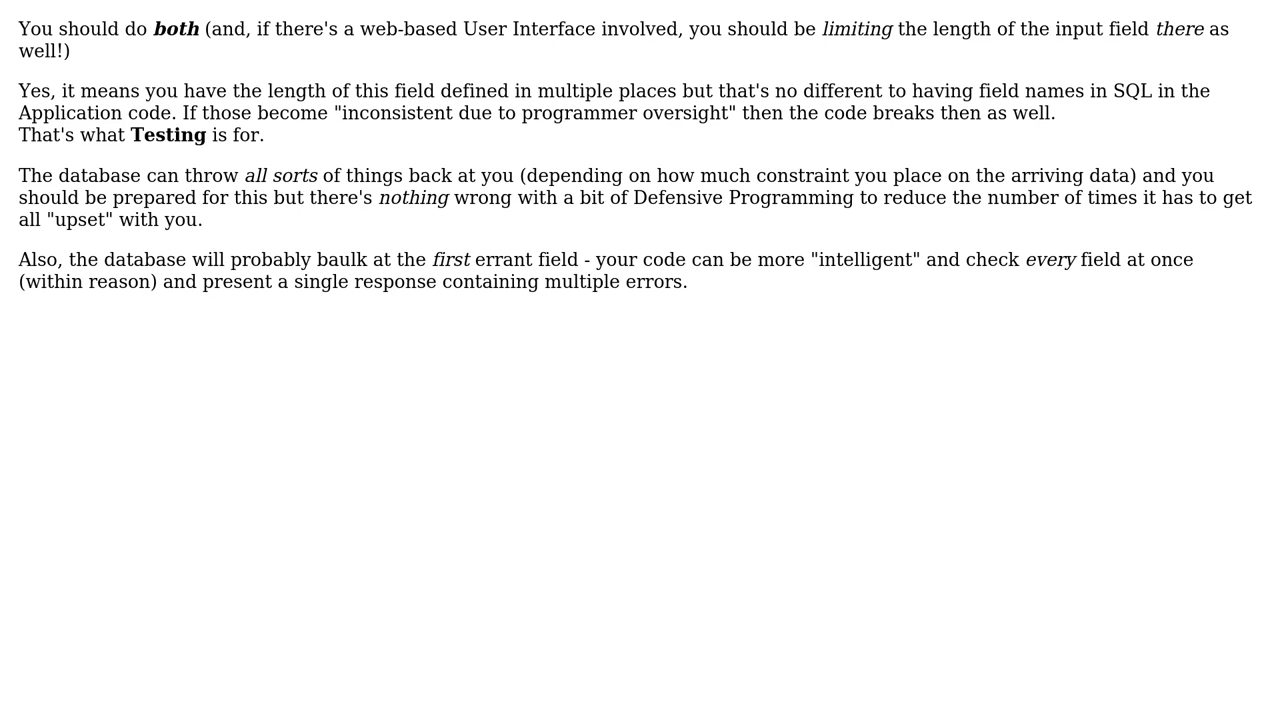 You should do both (and, if there's a web-based User Interface involved, you should be limiting the length of the input field there as
well!)
Yes, it means you have the length of this field defined in multiple places but that's no different to having field names in SQL in the
Application code. If those become "inconsistent due to programmer oversight" then the code breaks then as well.
That's what Testing is for.
The database can throw all sorts of things back at you (depending on how much constraint you place on the arriving data) and you
should be prepared for this but there's nothing wrong with a bit of Defensive Programming to reduce the number of times it has to get
all "upset" with you.
Also, the database will probably baulk at the first errant field - your code can be more "intelligent" and check every field at once
(within reason) and present a single response containing multiple errors.